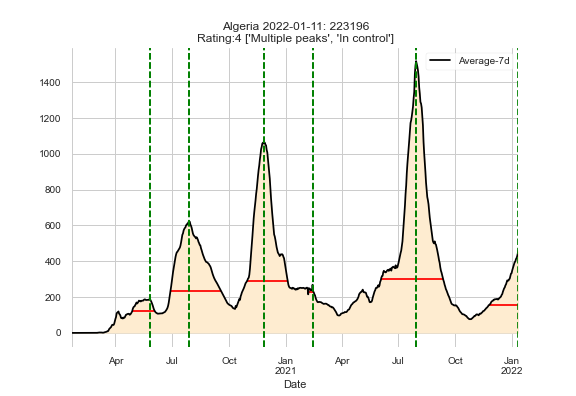 Algeria 2022-01-11: 223196
Rating:4 ['Multiple peaks', 'In control']
Average-7d
1400
1200
1000
800
600
400
200
0
Apr Jul Oct Jan Apr Jul Oct Jan
2021 2022
Date